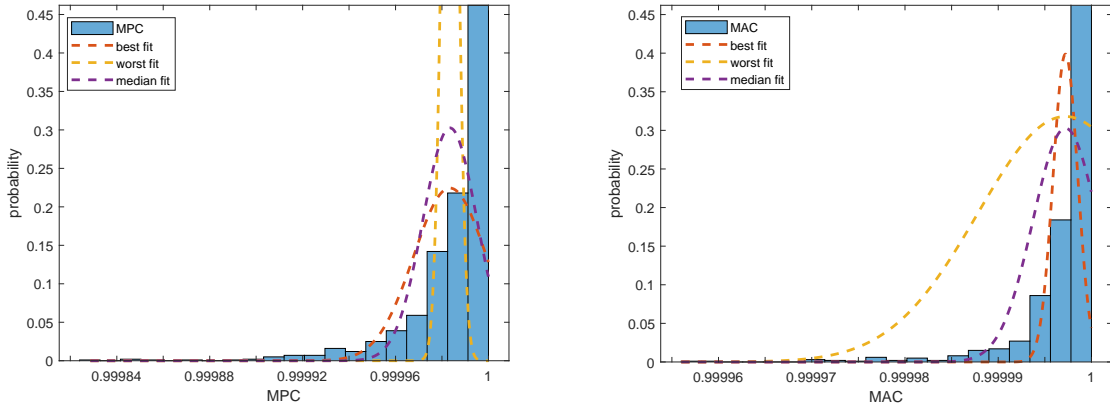 0.45
0.4
0.35
0.3
0.25
0.2
0.15
0.1
0.05
0
probability
0.99984
0.99988
0.99992
0.99996
1
MPC
MPC
best fit
worst fit
median fit
0.45
0.4
0.35
0.3
0.25
0.2
0.15
0.1
0.05
0
probability
0.99996
0.99997
0.99998
0.99999
1
MAC
MAC
best fit
worst fit
median fit